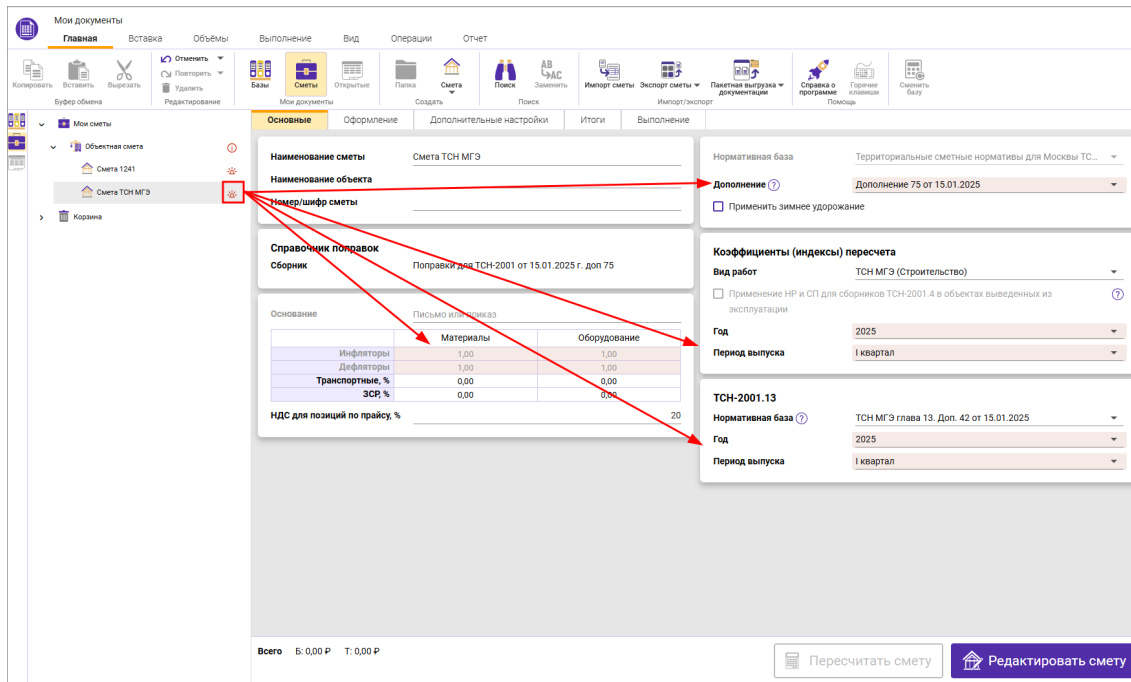 Мои документы
Главная Вставка Объёмы Выполнение Вид Операции Отчет
Копировать Вставить Вырезать
Отменить
Повторить
Удалить
Базы Сметы Открытые Папка Смета Поиск Заменить Импорт сметы Экспорт сметы Пакетная выгрузка документации Справка о программе Горячие клавиши Сменить базу
AB
AC
Буфер обмена Редактирование Мои документы Создать Поиск Импорт/экспорт Помощь
Мои сметы
Объектная смета
Смета 1241
Смета ТСН МГЭ
Корзина
Основные Оформление Дополнительные настройки Итоги Выполнение
Наименование сметы Смета ТСН МГЭ
Наименование объекта
Номер/шифр сметы
Справочник поправок
Сборник Поправки для ТСН-2001 от 15.01.2025 г. доп 75
Основание Письмо или приказ
Материалы Оборудование
Инфляторы 1,00 1,00
Дефляторы 1,00 1,00
Транспортные, % 0,00 0,00
ЗСР, % 0,00 0,00
НДС для позиций по прайсу, % 20
Нормативная база Территориальные сметные нормативы для Москвы ТС...
Дополнение ? Дополнение 75 от 15.01.2025
Применить зимнее удорожание
Коэффициенты (индексы) пересчета
Вид работ ТСН МГЭ (Строительство)
Применение НР и СП для сборников ТСН-2001.4 в объектах выведенных из ?
эксплуатации
Год 2025
Период выпуска I квартал
ТСН-2001.13
Нормативная база ? ТСН МГЭ глава 13. Доп. 42 от 15.01.2025
Год 2025
Период выпуска I квартал
Всего Б: 0,00 ₽ Т: 0,00 ₽
Пересчитать смету Редактировать смету